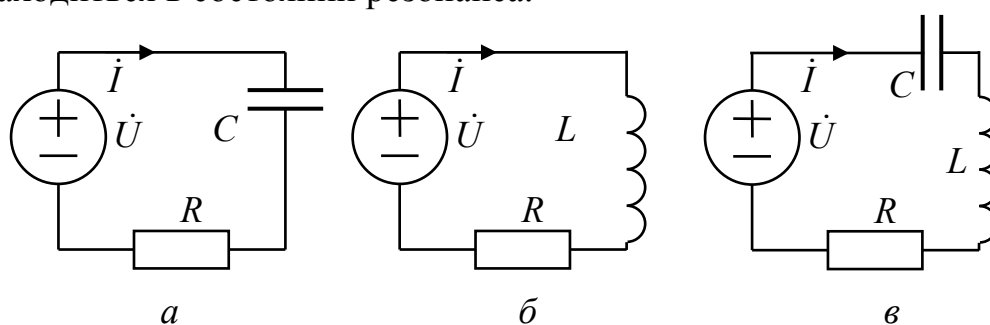 находиться в состоянии резонанса.
İ İ İ C
U̇ C U̇ L U̇ L
R R R
а б в